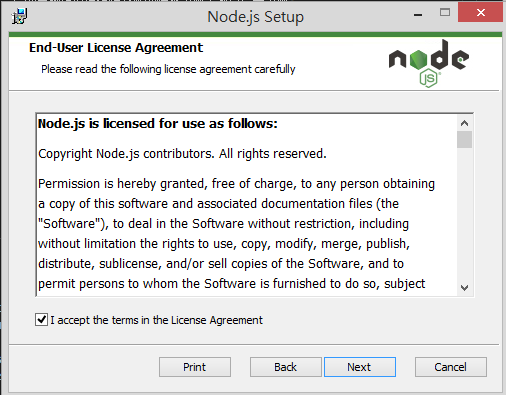 Node.js Setup
End-User License Agreement
Please read the following license agreement carefully
node
JS
Node.js is licensed for use as follows:
Copyright Node.js contributors. All rights reserved.
Permission is hereby granted, free of charge, to any person obtaining
a copy of this software and associated documentation files (the
"Software"), to deal in the Software without restriction, including
without limitation the rights to use, copy, modify, merge, publish,
distribute, sublicense, and/or sell copies of the Software, and to
permit persons to whom the Software is furnished to do so, subject
I accept the terms in the License Agreement
Print
Back
Next
Cancel